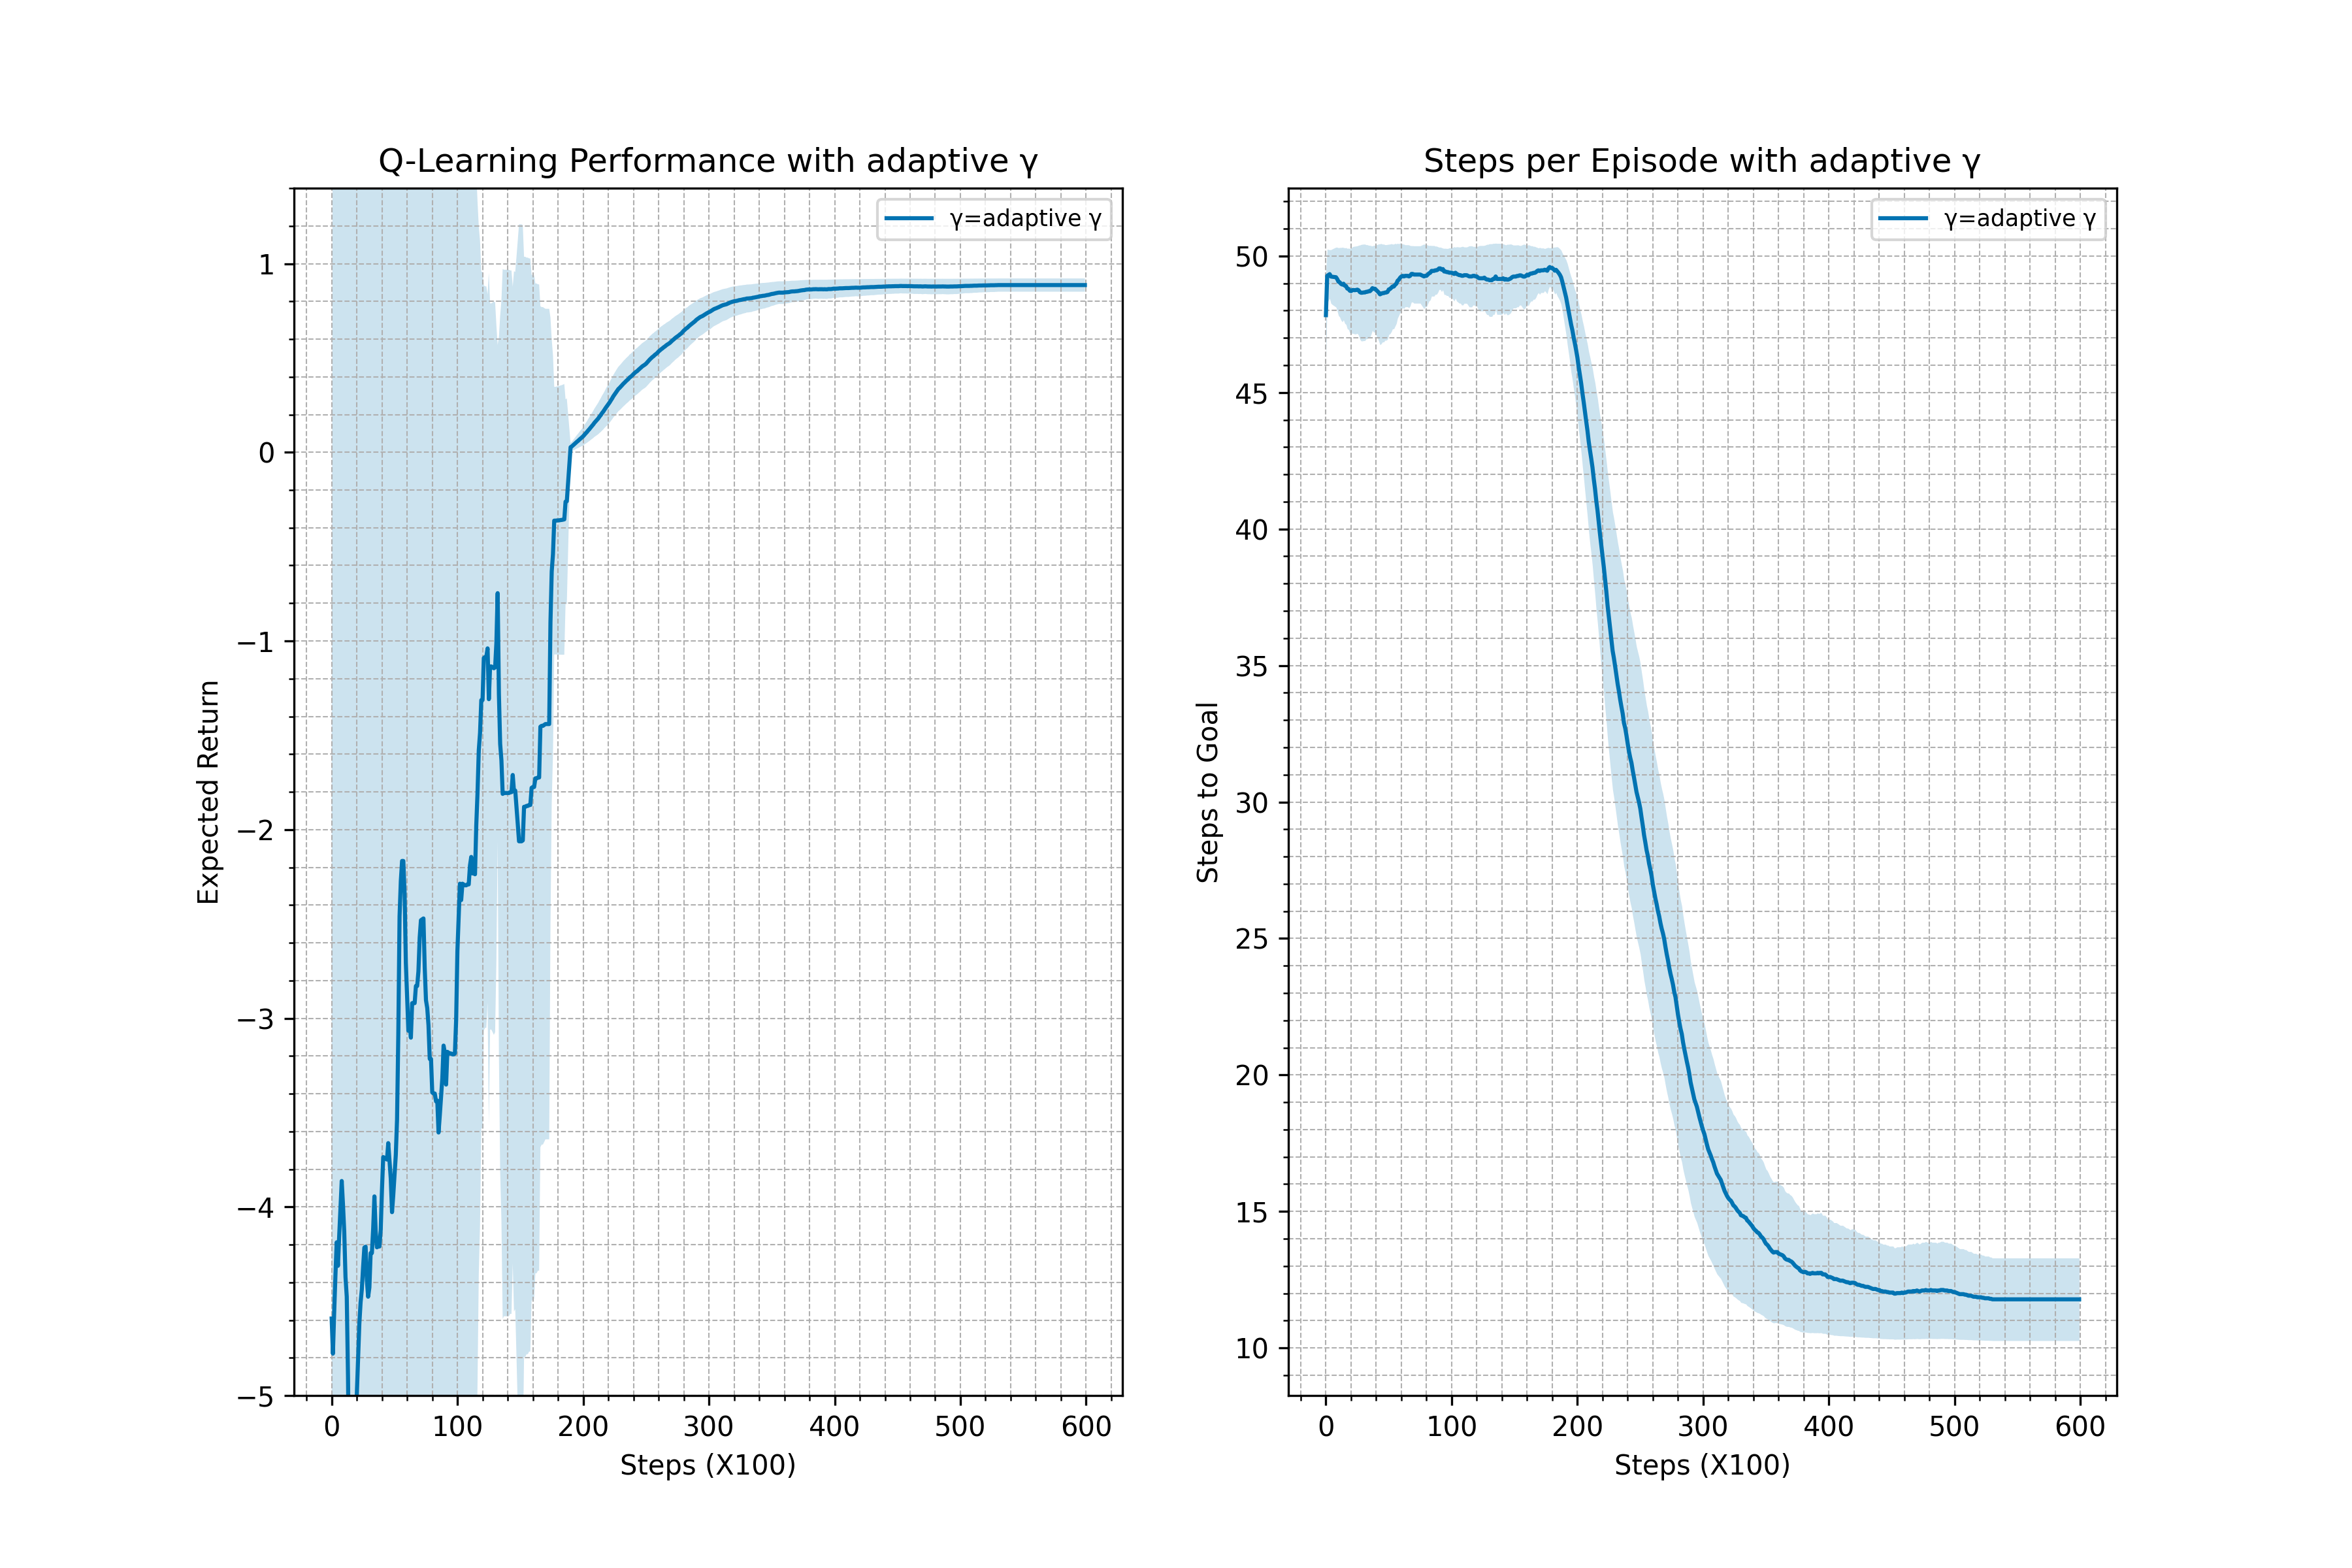 Q-Learning Performance with adaptive γ
γ=adaptive γ
1
0
−1
−2
−3
−4
−5
Expected Return
0 100 200 300 400 500 600
Steps (X100)
Steps per Episode with adaptive γ
γ=adaptive γ
50
45
40
35
30
25
20
15
10
Steps to Goal
0 100 200 300 400 500 600
Steps (X100)